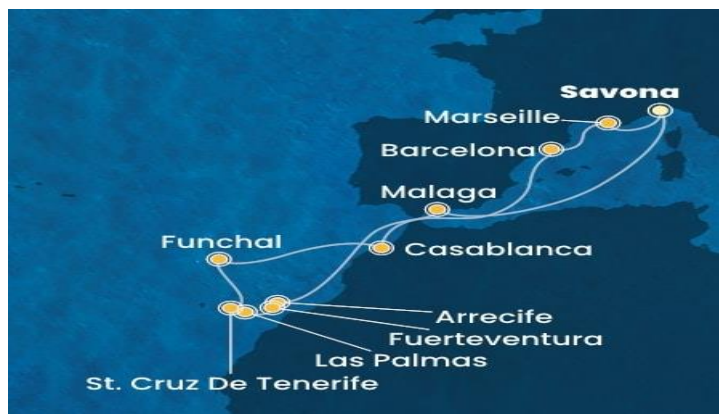 Savona
Marseille
Barcelona
Malaga
Funchal
Casablanca
Arrecife
Fuerteventura
Las Palmas
St. Cruz De Tenerife